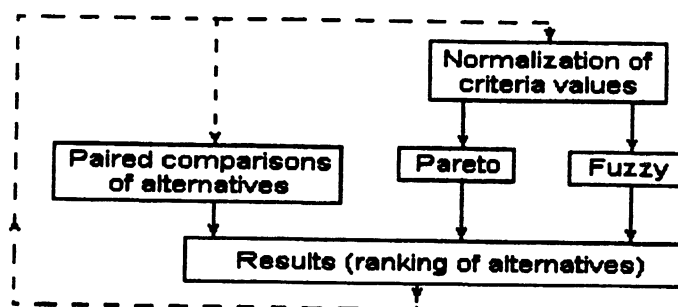 Normalization of
criteria values
Paired comparisons
of alternatives
Pareto
Fuzzy
Results (ranking of alternatives)